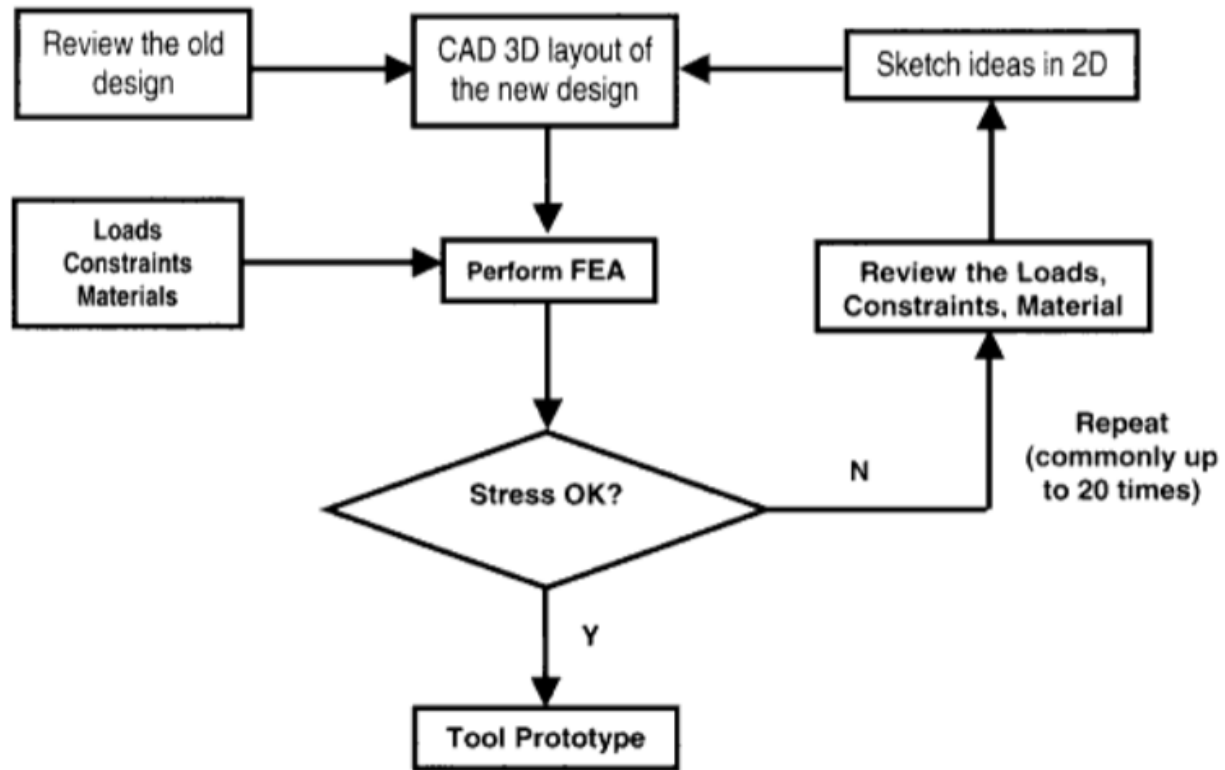 Review the old
design
CAD 3D layout of
the new design
Sketch ideas in 2D
Loads
Constraints
Materials
Perform FEA
Review the Loads,
Constraints, Material
Repeat
(commonly up
to 20 times)
Stress OK?
N
Y
Tool Prototype